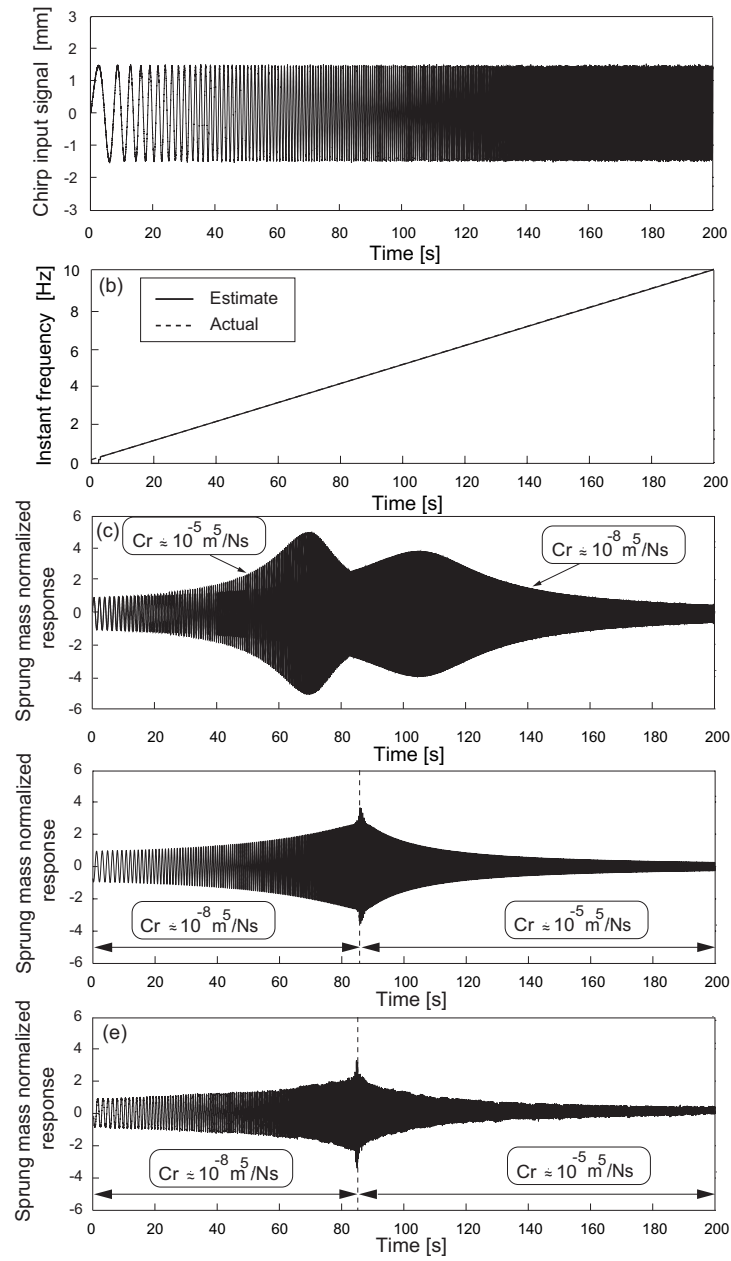 3
2
1
0
-1
-2
-3
Chirp input signal [mm]
0 20 40 60 80 100 120 140 160 180 200
Time [s]
(b)
10
8
6
4
2
0
Instant frequency [Hz]
Estimate
Actual
0 20 40 60 80 100 120 140 160 180 200
Time [s]
(c)
6
4
2
0
-2
-4
-6
Sprung mass normalized
response
Cr ≈ 10^-5 m^5/Ns
Cr ≈ 10^-8 m^5/Ns
0 20 40 60 80 100 120 140 160 180 200
Time [s]
6
4
2
0
-2
-4
-6
Sprung mass normalized
response
Cr ≈ 10^-8 m^5/Ns
Cr ≈ 10^-5 m^5/Ns
0 20 40 60 80 100 120 140 160 180 200
Time [s]
(e)
6
4
2
0
-2
-4
-6
Sprung mass normalized
response
Cr ≈ 10^-8 m^5/Ns
Cr ≈ 10^-5 m^5/Ns
0 20 40 60 80 100 120 140 160 180 200
Time [s]